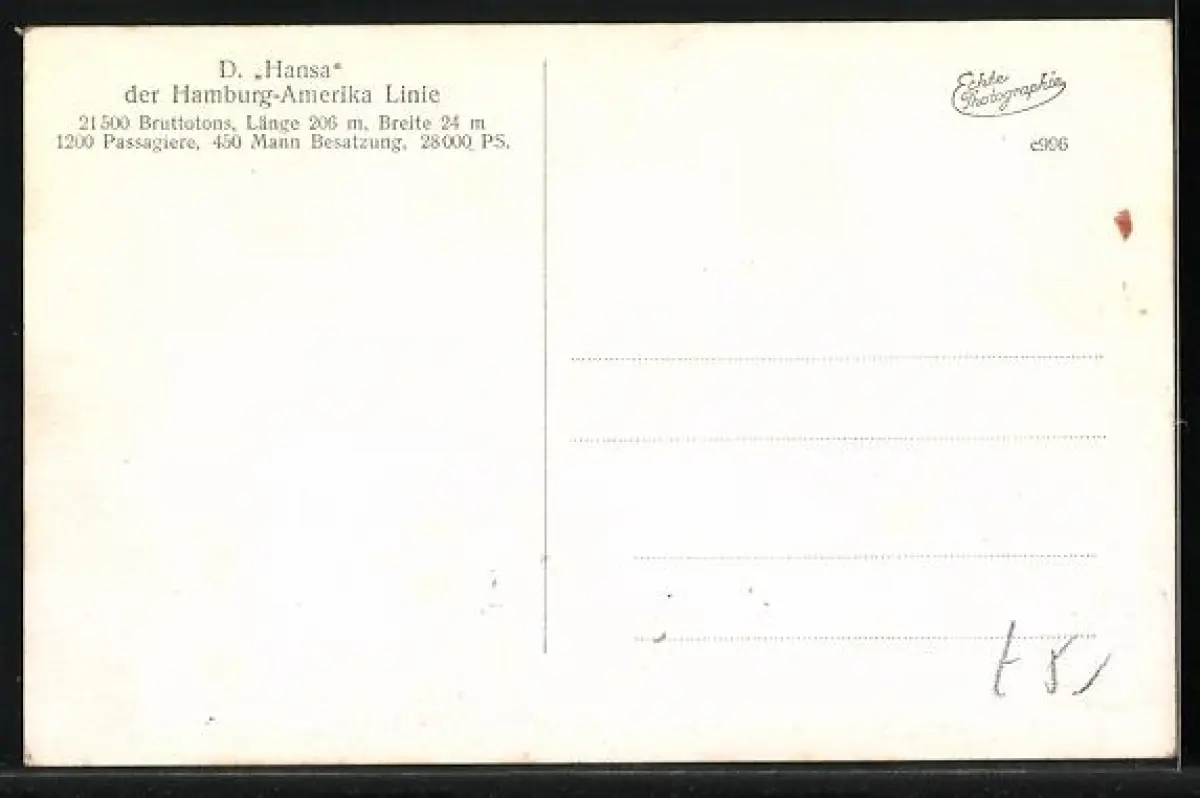 D. „Hansa“
der Hamburg-Amerika Linie
21500 Bruttotons, Länge 206 m, Breite 24 m
1200 Passagiere, 450 Mann Besatzung, 28000 PS.
Echte
Photographie
c996